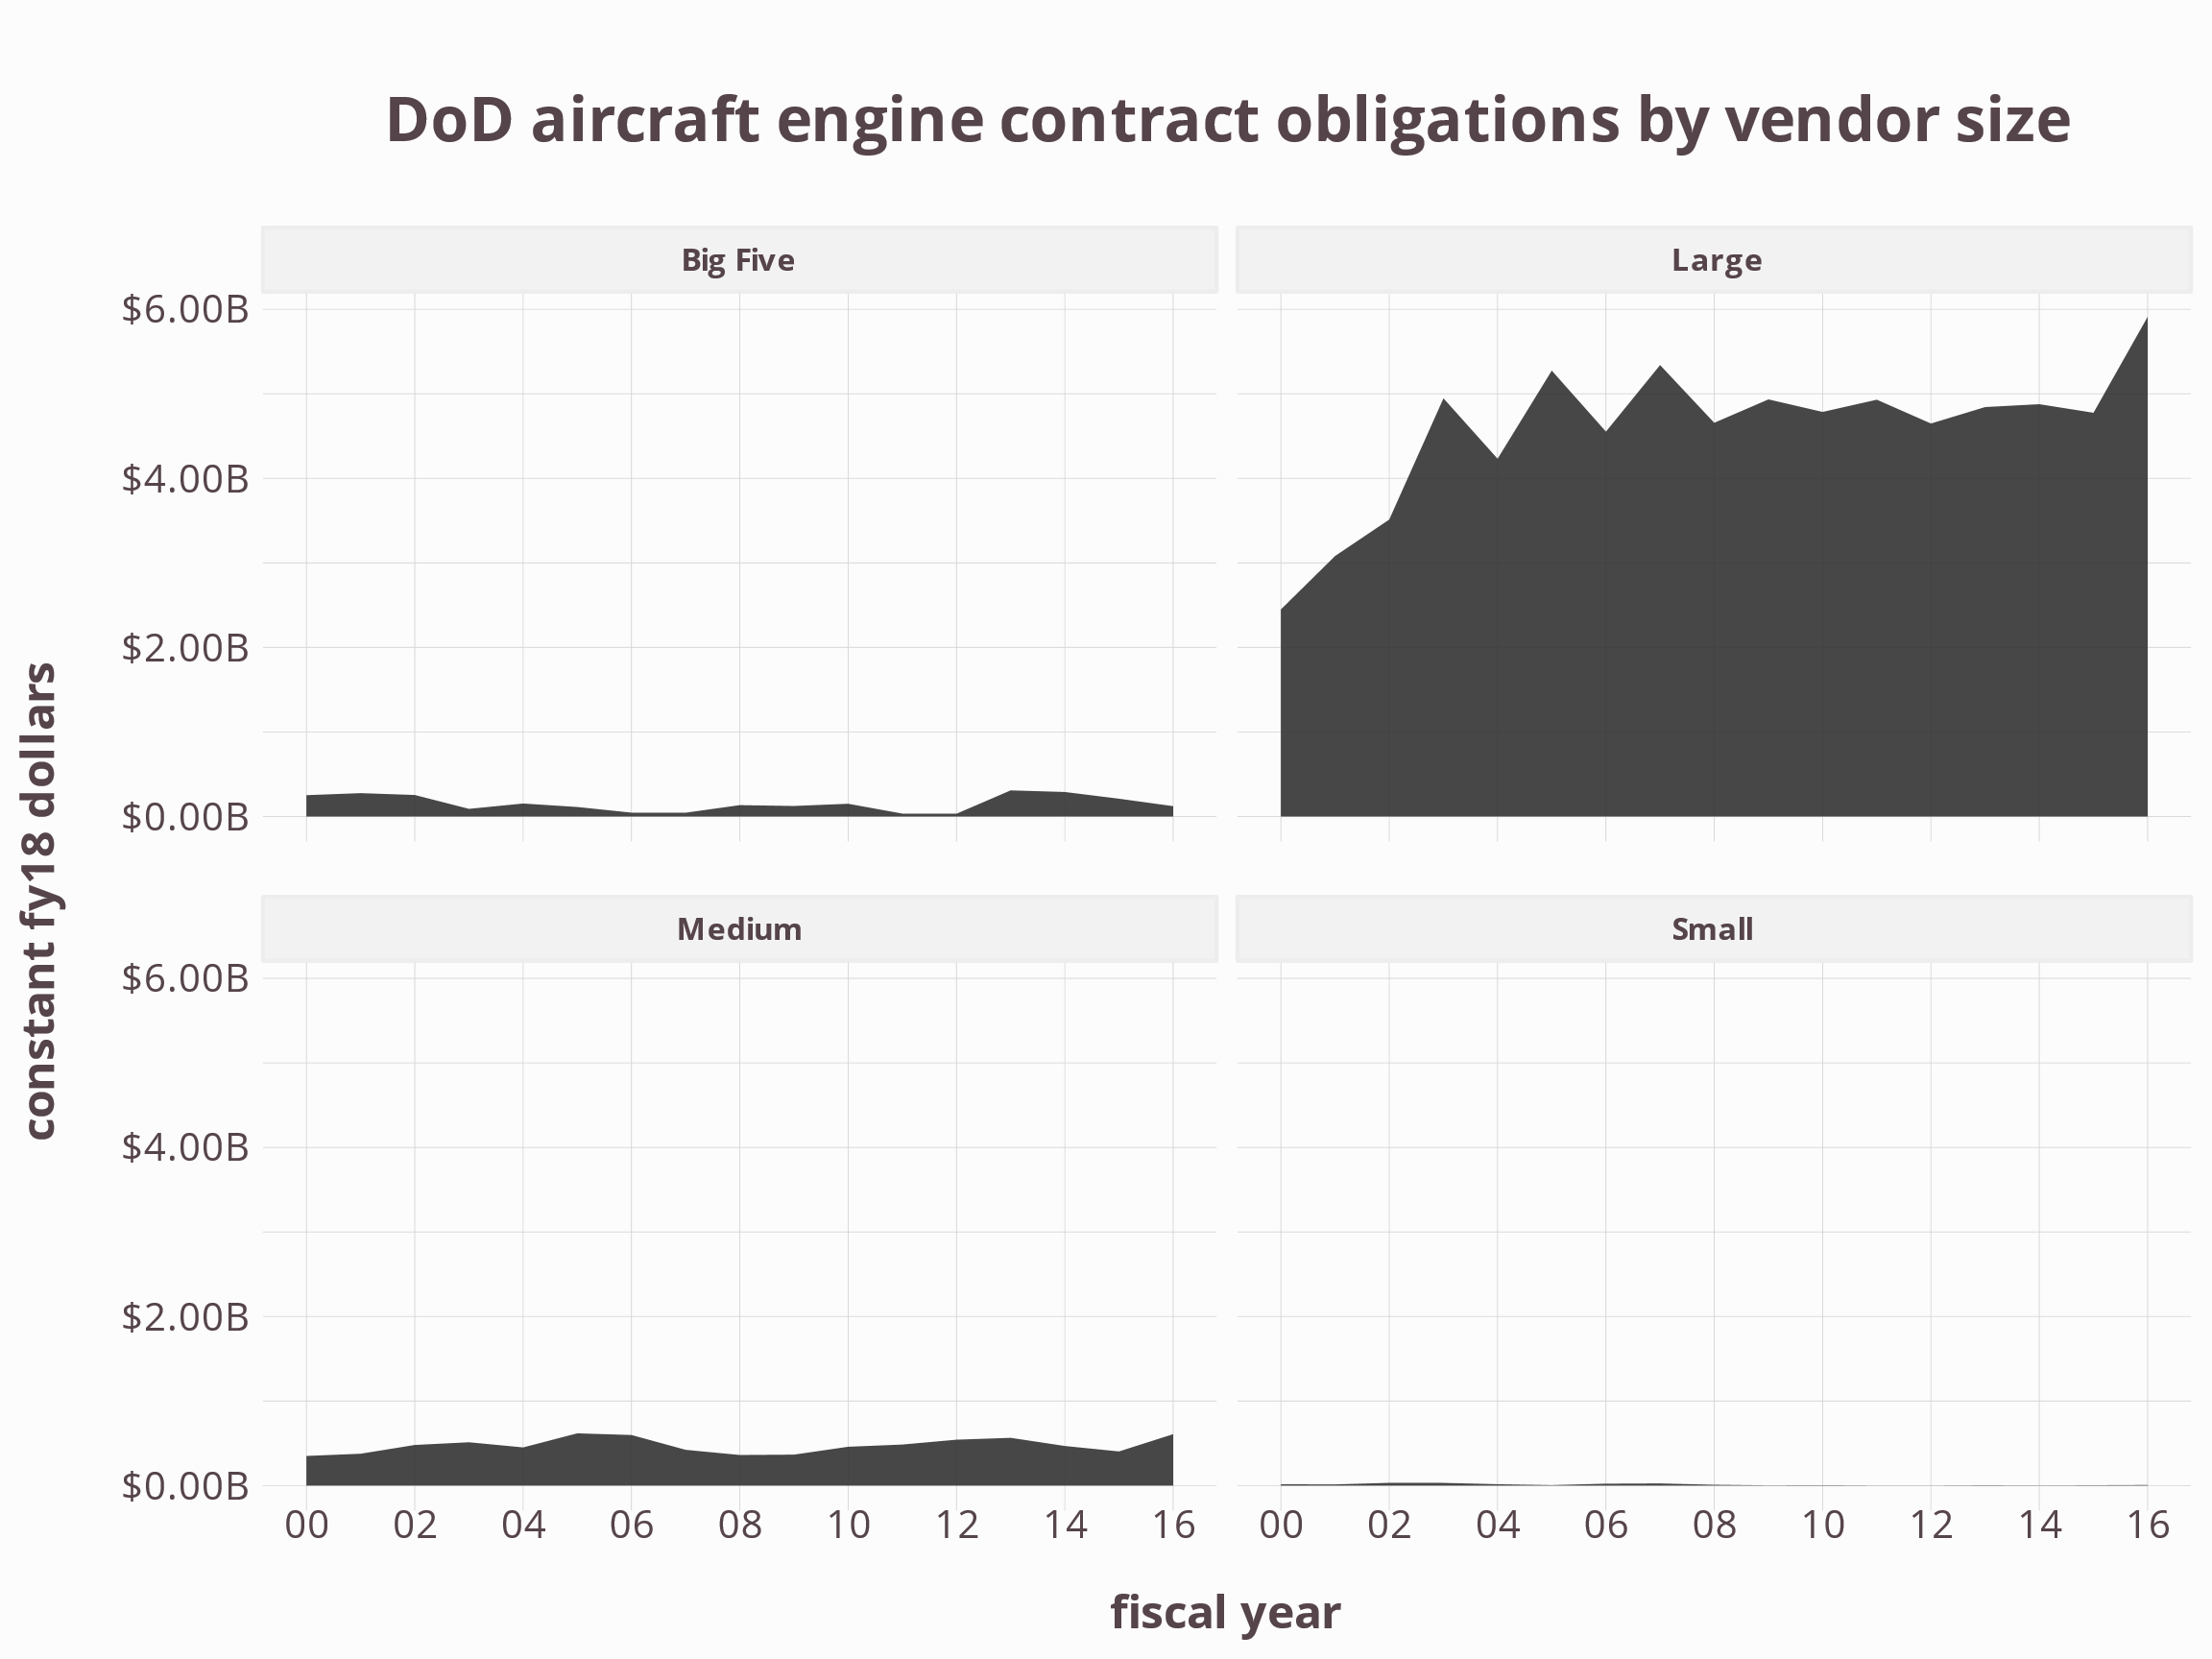 DoD aircraft engine contract obligations by vendor size
Big Five
Large
$6.00B
$4.00B
$2.00B
$0.00B
constant fy18 dollars
Medium
Small
$6.00B
$4.00B
$2.00B
$0.00B
00 02 04 06 08 10 12 14 16
00 02 04 06 08 10 12 14 16
fiscal year